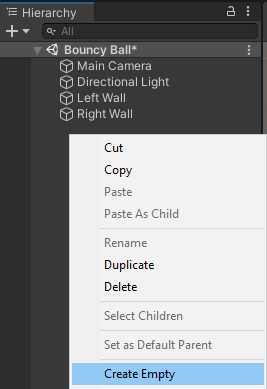 Hierarchy
All
Bouncy Ball*
Main Camera
Directional Light
Left Wall
Right Wall
Cut
Copy
Paste
Paste As Child
Rename
Duplicate
Delete
Select Children
Set as Default Parent
Create Empty